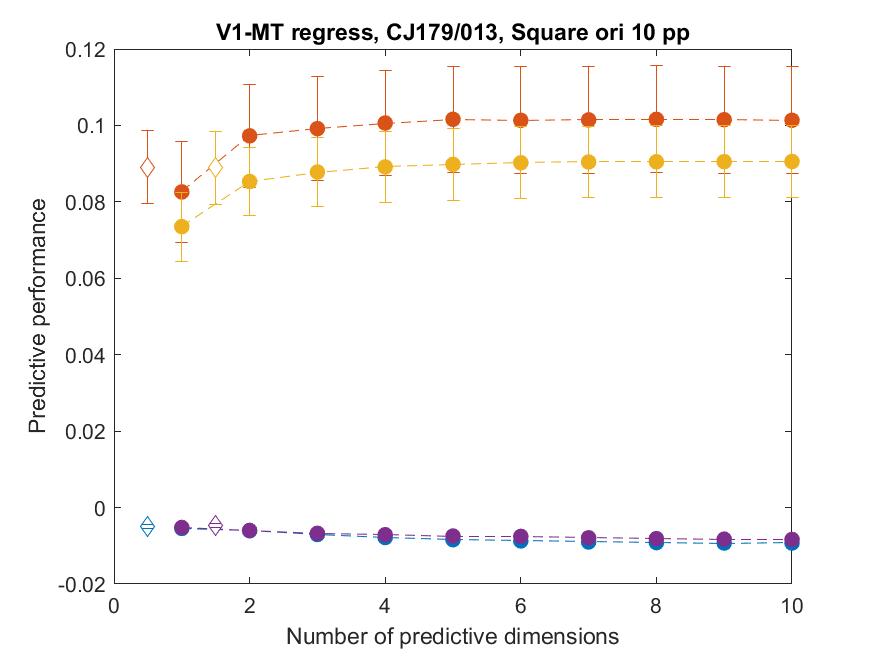 V1-MT regress, CJ179/013, Square ori 10 pp
0.12
0.1
0.08
0.06
0.04
0.02
0
-0.02
Predictive performance
0 2 4 6 8 10
Number of predictive dimensions